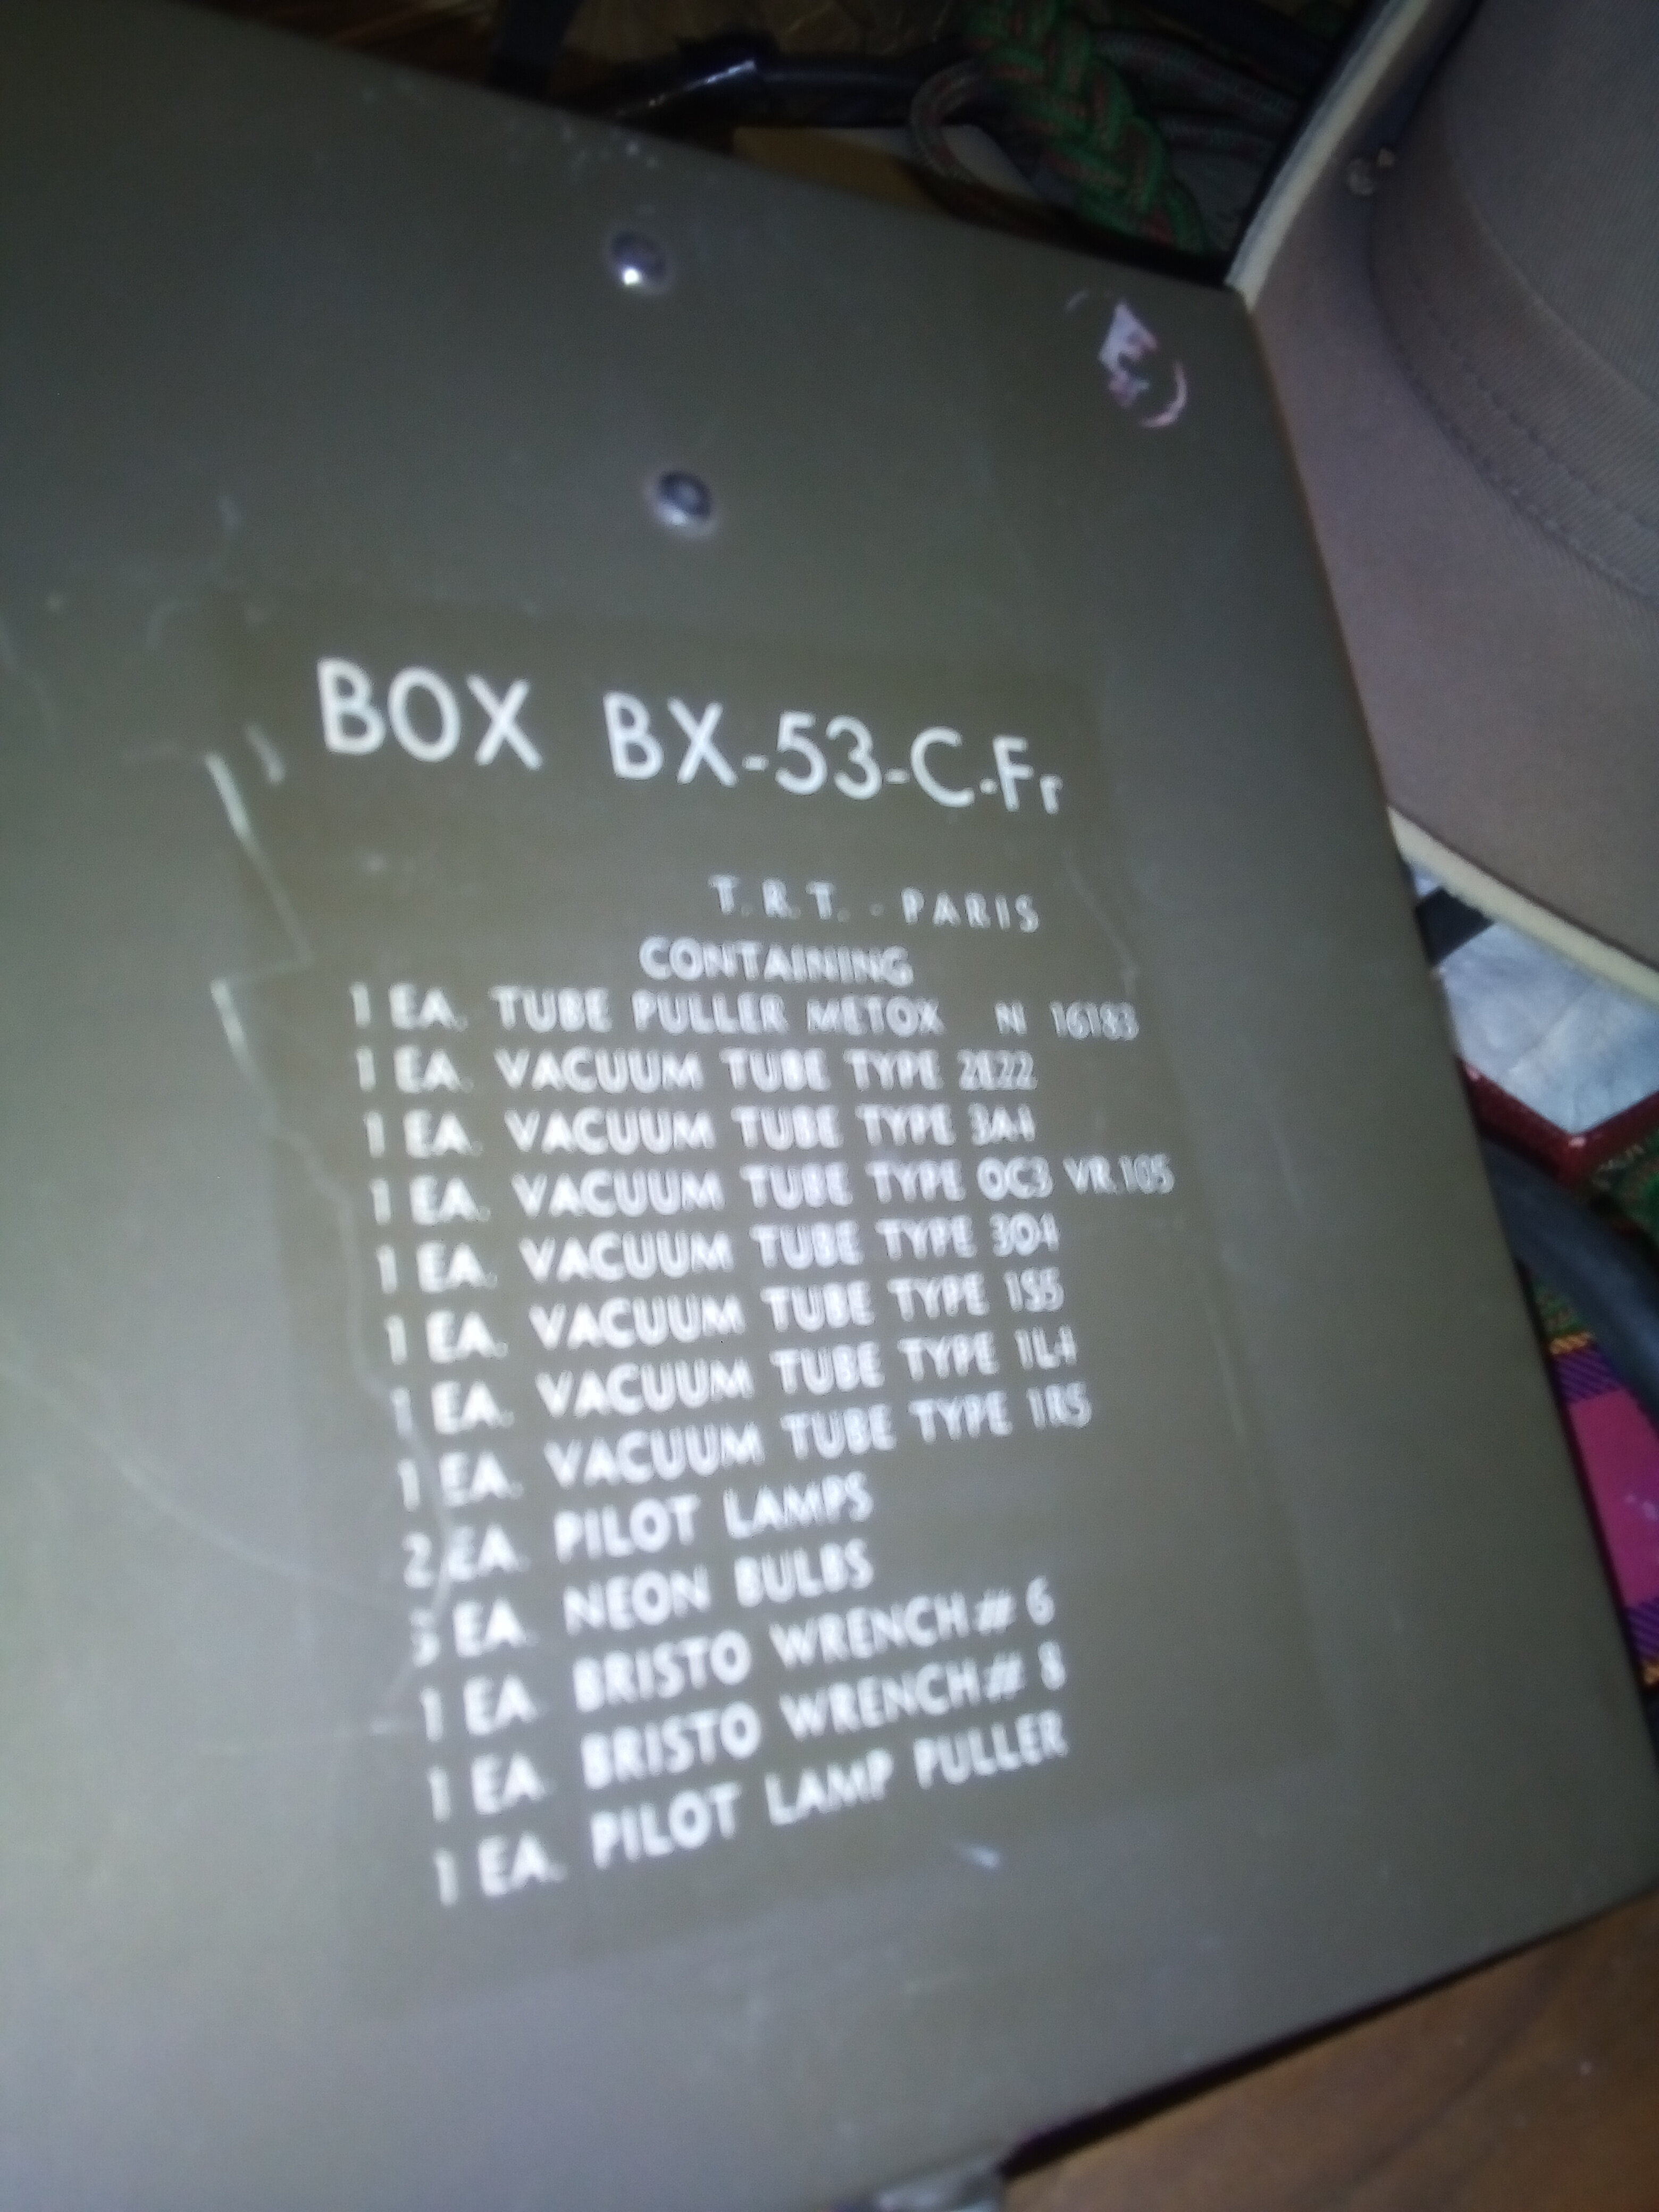 BOX BX-53-C-Fr
T.R.T. - PARIS
CONTAINING
1 EA. TUBE PULLER METOX N 16183
1 EA. VACUUM TUBE TYPE 2E22
1 EA. VACUUM TUBE TYPE 3A4
1 EA. VACUUM TUBE TYPE 0C3 VR.105
1 EA. VACUUM TUBE TYPE 3Q4
1 EA. VACUUM TUBE TYPE 1S5
1 EA. VACUUM TUBE TYPE 1L4
1 EA. VACUUM TUBE TYPE 1R5
2 EA. PILOT LAMPS
3 EA. NEON BULBS
1 EA. BRISTO WRENCH # 6
1 EA. BRISTO WRENCH # 8
1 EA. PILOT LAMP PULLER